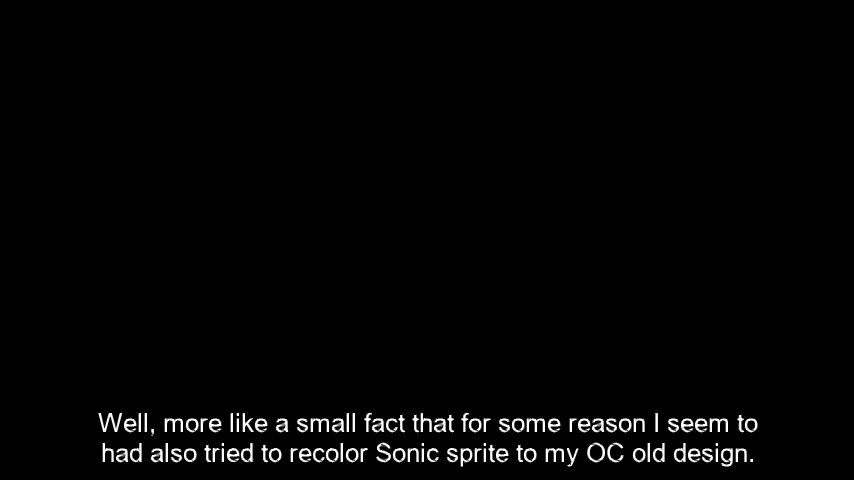 Well, more like a small fact that for some reason I seem to
had also tried to recolor Sonic sprite to my OC old design.